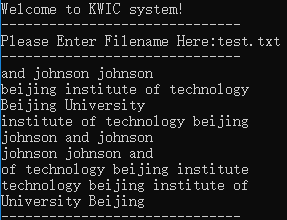 Welcome to KWIC system!
------------------------------
Please Enter Filename Here:test.txt
------------------------------
and johnson johnson
beijing institute of technology
Beijing University
institute of technology beijing
johnson and johnson
johnson johnson and
of technology beijing institute
technology beijing institute of
University Beijing
------------------------------